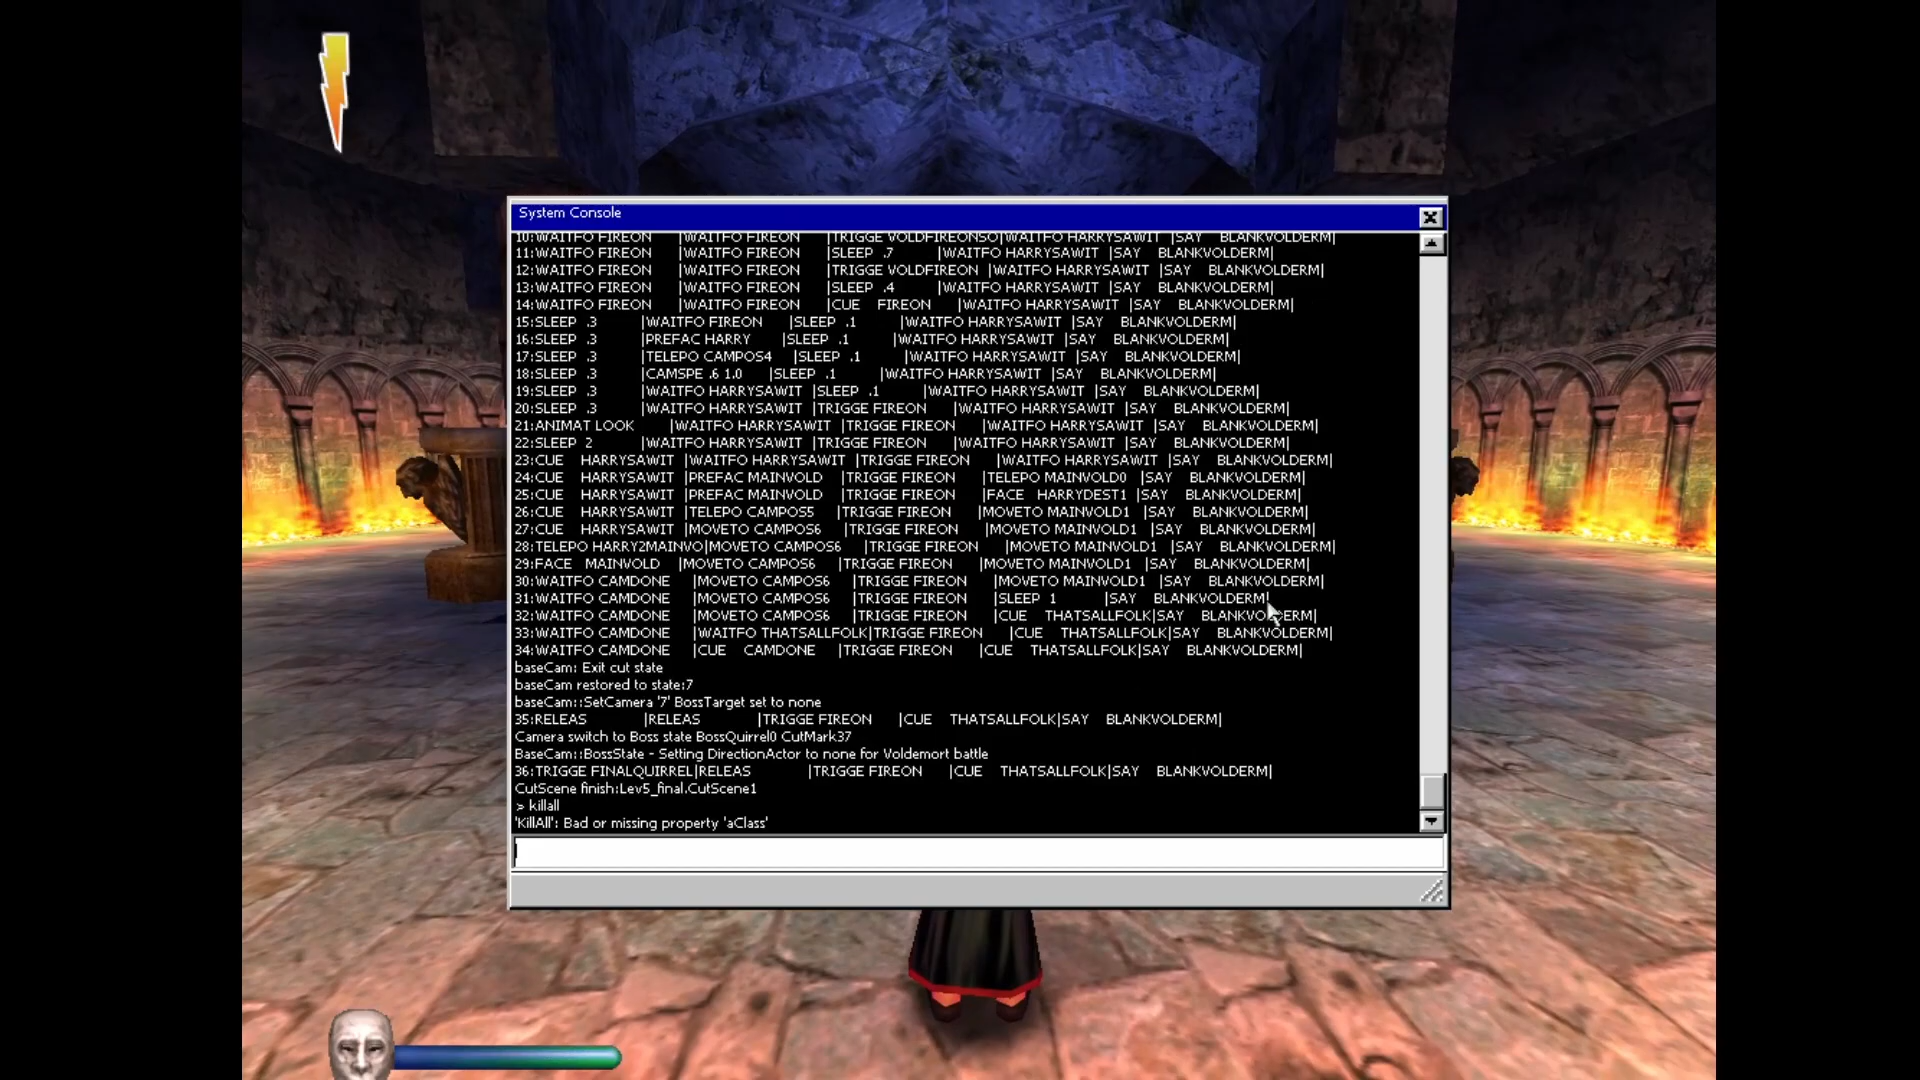 System Console
10:WAITFO FIREON |WAITFO FIREON |TRIGGE VOLDFIREONSO|WAITFO HARRYSAWIT |SAY BLANKVOLDERM|
11:WAITFO FIREON |WAITFO FIREON |SLEEP .7 |WAITFO HARRYSAWIT |SAY BLANKVOLDERM|
12:WAITFO FIREON |WAITFO FIREON |TRIGGE VOLDFIREON |WAITFO HARRYSAWIT |SAY BLANKVOLDERM|
13:WAITFO FIREON |WAITFO FIREON |SLEEP .4 |WAITFO HARRYSAWIT |SAY BLANKVOLDERM|
14:WAITFO FIREON |WAITFO FIREON |CUE FIREON |WAITFO HARRYSAWIT |SAY BLANKVOLDERM|
15:SLEEP .3 |WAITFO FIREON |SLEEP .1 |WAITFO HARRYSAWIT |SAY BLANKVOLDERM|
16:SLEEP .3 |PREFAC HARRY |SLEEP .1 |WAITFO HARRYSAWIT |SAY BLANKVOLDERM|
17:SLEEP .3 |TELEPO CAMPOS4 |SLEEP .1 |WAITFO HARRYSAWIT |SAY BLANKVOLDERM|
18:SLEEP .3 |CAMSPE .6 1.0 |SLEEP .1 |WAITFO HARRYSAWIT |SAY BLANKVOLDERM|
19:SLEEP .3 |WAITFO HARRYSAWIT |SLEEP .1 |WAITFO HARRYSAWIT |SAY BLANKVOLDERM|
20:SLEEP .3 |WAITFO HARRYSAWIT |TRIGGE FIREON |WAITFO HARRYSAWIT |SAY BLANKVOLDERM|
21:ANIMAT LOOK |WAITFO HARRYSAWIT |TRIGGE FIREON |WAITFO HARRYSAWIT |SAY BLANKVOLDERM|
22:SLEEP 2 |WAITFO HARRYSAWIT |TRIGGE FIREON |WAITFO HARRYSAWIT |SAY BLANKVOLDERM|
23:CUE HARRYSAWIT |WAITFO HARRYSAWIT |TRIGGE FIREON |WAITFO HARRYSAWIT |SAY BLANKVOLDERM|
24:CUE HARRYSAWIT |PREFAC MAINVOLD |TRIGGE FIREON |TELEPO MAINVOLD0 |SAY BLANKVOLDERM|
25:CUE HARRYSAWIT |PREFAC MAINVOLD |TRIGGE FIREON |FACE HARRYDEST1 |SAY BLANKVOLDERM|
26:CUE HARRYSAWIT |TELEPO CAMPOS5 |TRIGGE FIREON |MOVETO MAINVOLD1 |SAY BLANKVOLDERM|
27:CUE HARRYSAWIT |MOVETO CAMPOS6 |TRIGGE FIREON |MOVETO MAINVOLD1 |SAY BLANKVOLDERM|
28:TELEPO HARRY2MAINVO|MOVETO CAMPOS6 |TRIGGE FIREON |MOVETO MAINVOLD1 |SAY BLANKVOLDERM|
29:FACE MAINVOLD |MOVETO CAMPOS6 |TRIGGE FIREON |MOVETO MAINVOLD1 |SAY BLANKVOLDERM|
30:WAITFO CAMDONE |MOVETO CAMPOS6 |TRIGGE FIREON |MOVETO MAINVOLD1 |SAY BLANKVOLDERM|
31:WAITFO CAMDONE |MOVETO CAMPOS6 |TRIGGE FIREON |SLEEP 1 |SAY BLANKVOLDERM|
32:WAITFO CAMDONE |MOVETO CAMPOS6 |TRIGGE FIREON |CUE THATSALLFOLK|SAY BLANKVOLDERM|
33:WAITFO CAMDONE |WAITFO THATSALLFOLK|TRIGGE FIREON |CUE THATSALLFOLK|SAY BLANKVOLDERM|
34:WAITFO CAMDONE |CUE CAMDONE |TRIGGE FIREON |CUE THATSALLFOLK|SAY BLANKVOLDERM|
baseCam: Exit cut state
baseCam restored to state:7
baseCam::SetCamera '7' BossTarget set to none
35:RELEAS |RELEAS |TRIGGE FIREON |CUE THATSALLFOLK|SAY BLANKVOLDERM|
Camera switch to Boss state BossQuirrel0 CutMark37
BaseCam::BossState - Setting DirectionActor to none for Voldemort battle
36:TRIGGE FINALQUIRREL|RELEAS |TRIGGE FIREON |CUE THATSALLFOLK|SAY BLANKVOLDERM|
CutScene finish:Lev5_final.CutScene1
> killall
'KillAll': Bad or missing property 'aClass'